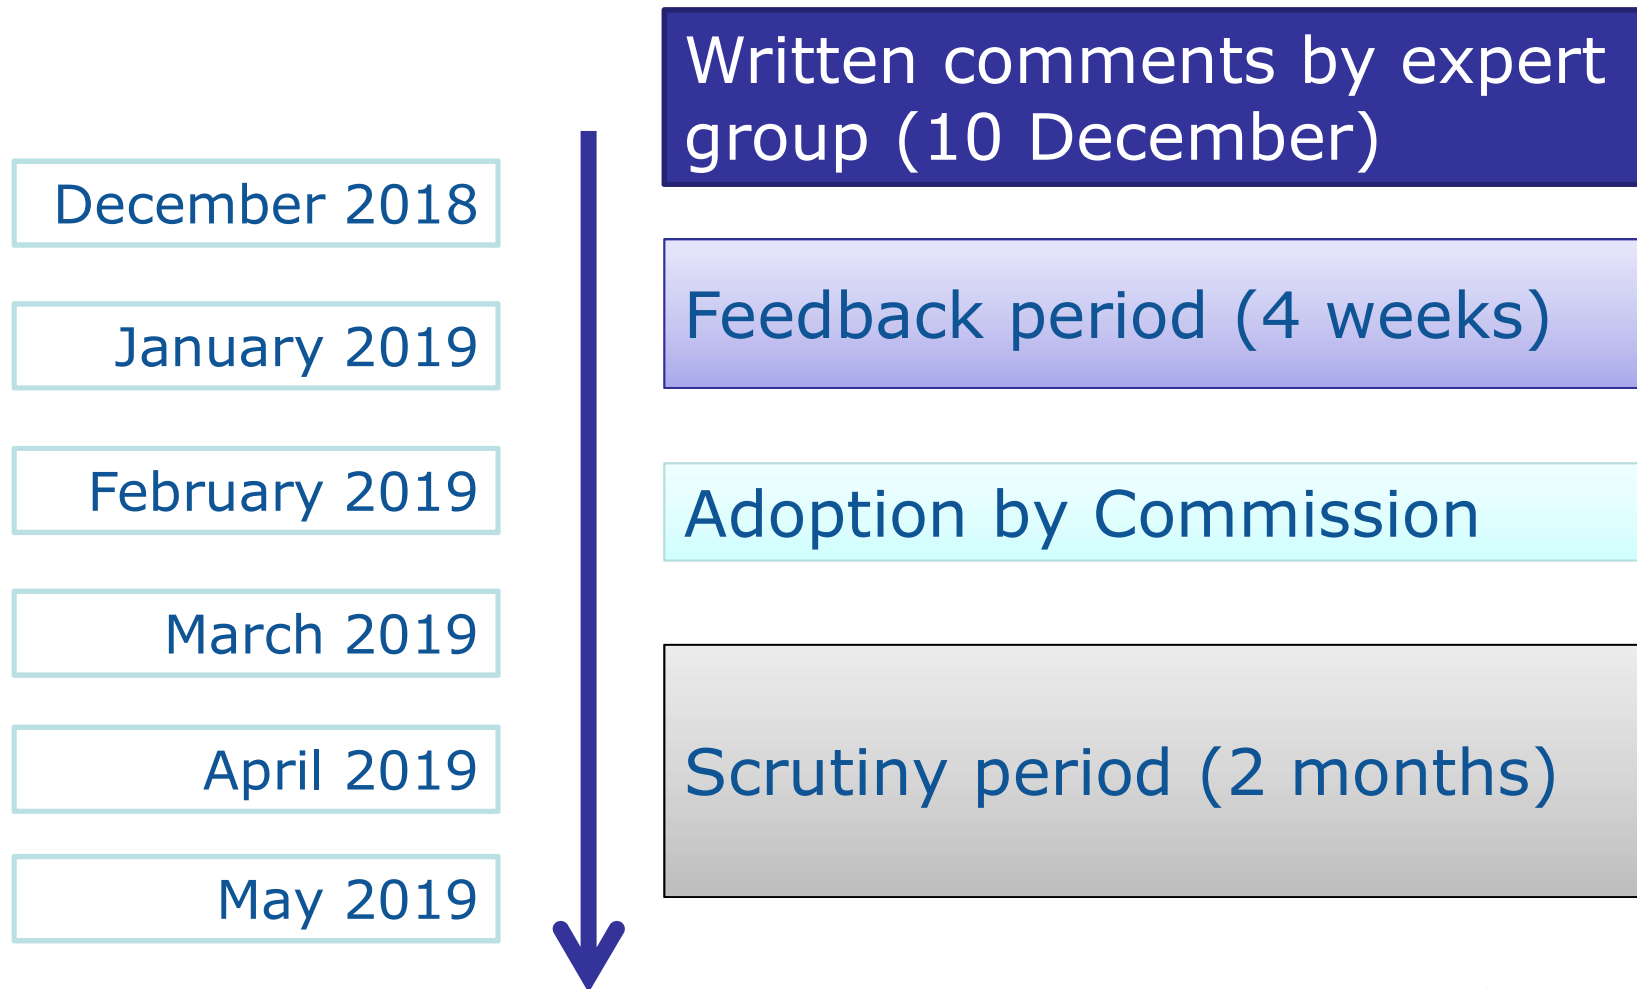 Written comments by expert
group (10 December)
December 2018
Feedback period (4 weeks)
January 2019
February 2019
Adoption by Commission
March 2019
April 2019
Scrutiny period (2 months)
May 2019